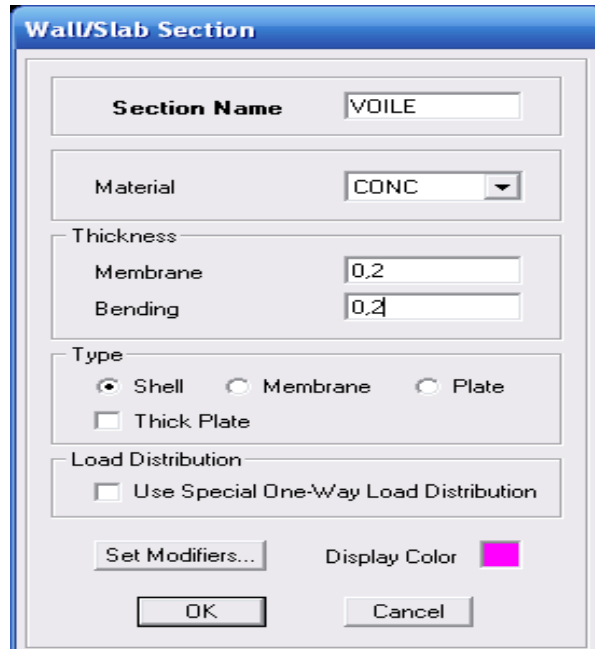 Wall/Slab Section
Section Name VOILE
Material CONC
Thickness
Membrane 0,2
Bending 0,2
Type
Shell Membrane Plate
Thick Plate
Load Distribution
Use Special One-Way Load Distribution
Set Modifiers... Display Color
OK Cancel